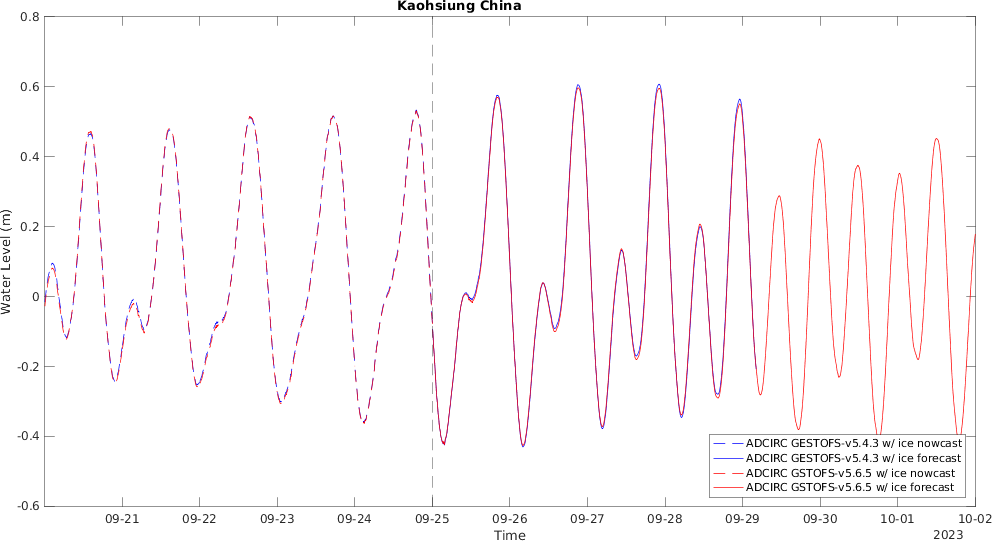 Kaohsiung China
0.8
0.6
0.4
0.2
0
-0.2
-0.4
-0.6
Water Level (m)
ADCIRC GESTOFS-v5.4.3 w/ ice nowcast
ADCIRC GESTOFS-v5.4.3 w/ ice forecast
ADCIRC GSTOFS-v5.6.5 w/ ice nowcast
ADCIRC GSTOFS-v5.6.5 w/ ice forecast
09-21 09-22 09-23 09-24 09-25 09-26 09-27 09-28 09-29 09-30 10-01 10-02
Time
2023